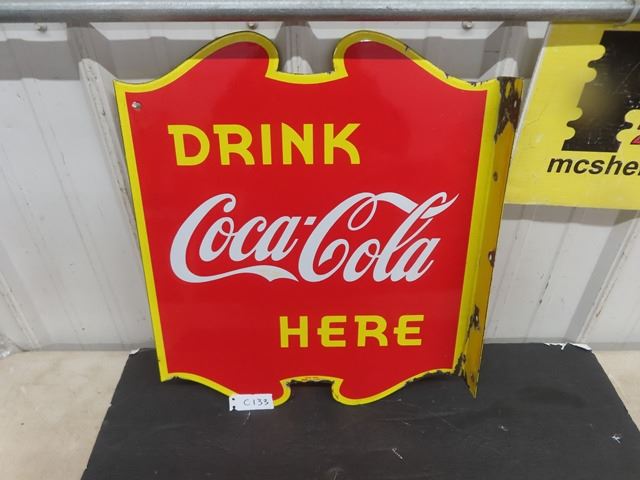 DRINK
Coca-Cola
HERE
C133
mcshe